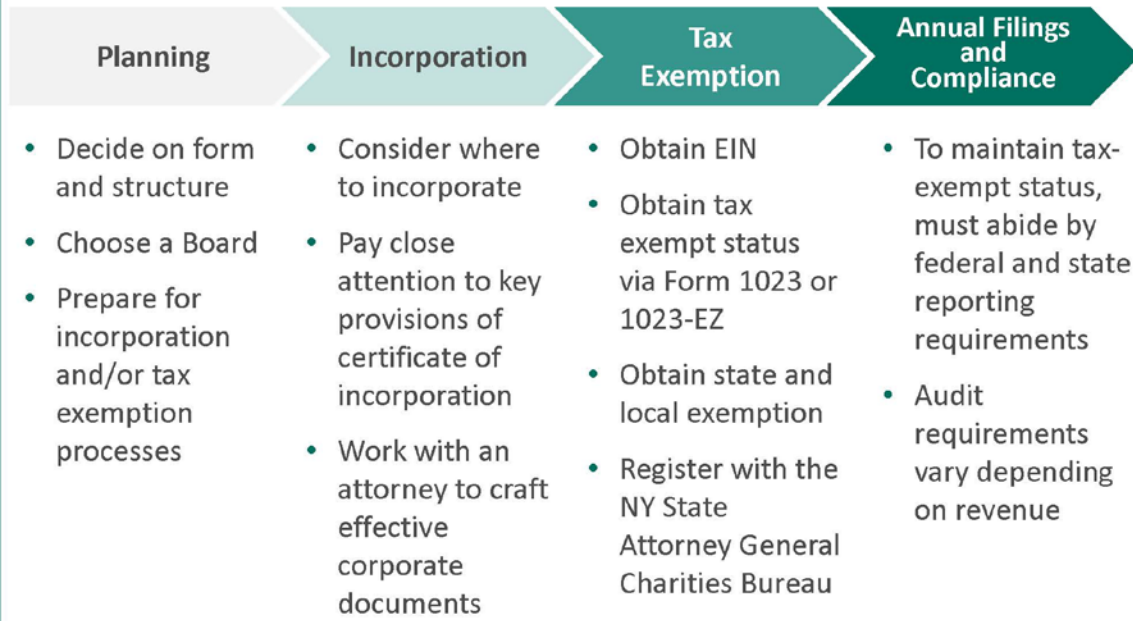 Planning
• Decide on form
and structure
• Choose a Board
• Prepare for
incorporation
and/or tax
exemption
processes
Incorporation
• Consider where
to incorporate
• Pay close
attention to key
provisions of
certificate of
incorporation
• Work with an
attorney to craft
effective
corporate
documents
Tax
Exemption
• Obtain EIN
• Obtain tax
exempt status
via Form 1023 or
1023-EZ
• Obtain state and
local exemption
• Register with the
NY State
Attorney General
Charities Bureau
Annual Filings
and
Compliance
• To maintain tax-
exempt status,
must abide by
federal and state
reporting
requirements
• Audit
requirements
vary depending
on revenue